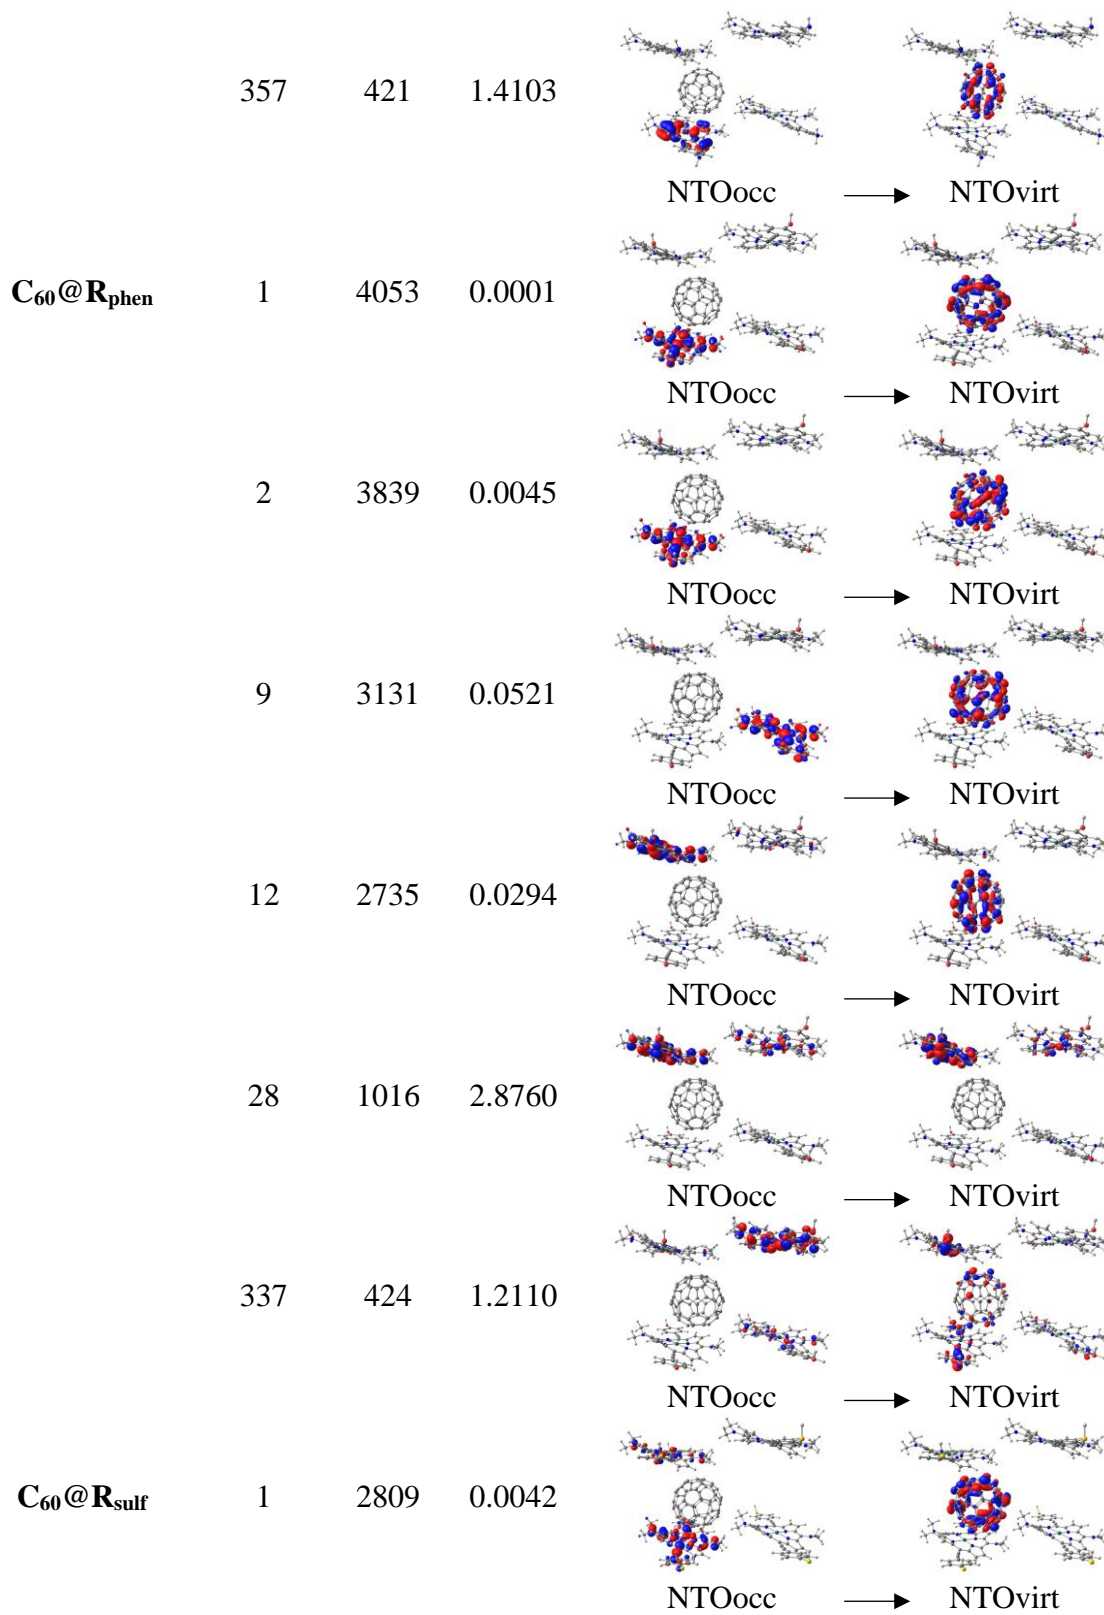 357 421 1.4103
NTOocc → NTOvirt
C₆₀@Rphen 1 4053 0.0001
NTOocc → NTOvirt
2 3839 0.0045
NTOocc → NTOvirt
9 3131 0.0521
NTOocc → NTOvirt
12 2735 0.0294
NTOocc → NTOvirt
28 1016 2.8760
NTOocc → NTOvirt
337 424 1.2110
NTOocc → NTOvirt
C₆₀@Rsulf 1 2809 0.0042
NTOocc → NTOvirt